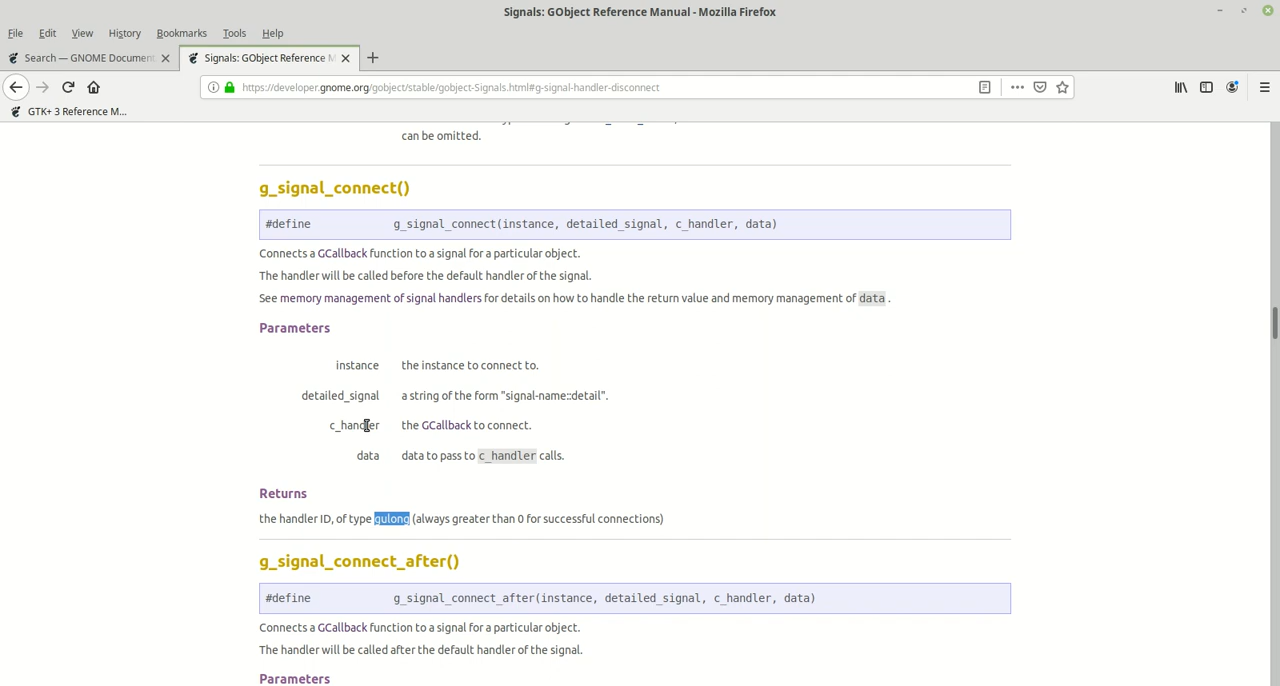 Signals: GObject Reference Manual - Mozilla Firefox
File Edit View History Bookmarks Tools Help
Search — GNOME Document
Signals: GObject Reference M
https://developer.gnome.org/gobject/stable/gobject-Signals.html#g-signal-handler-disconnect
GTK+ 3 Reference M...
can be omitted.
g_signal_connect()
#define g_signal_connect(instance, detailed_signal, c_handler, data)
Connects a GCallback function to a signal for a particular object.
The handler will be called before the default handler of the signal.
See memory management of signal handlers for details on how to handle the return value and memory management of data .
Parameters
instance the instance to connect to.
detailed_signal a string of the form "signal-name::detail".
c_handler the GCallback to connect.
data data to pass to c_handler calls.
Returns
the handler ID, of type gulong (always greater than 0 for successful connections)
g_signal_connect_after()
#define g_signal_connect_after(instance, detailed_signal, c_handler, data)
Connects a GCallback function to a signal for a particular object.
The handler will be called after the default handler of the signal.
Parameters